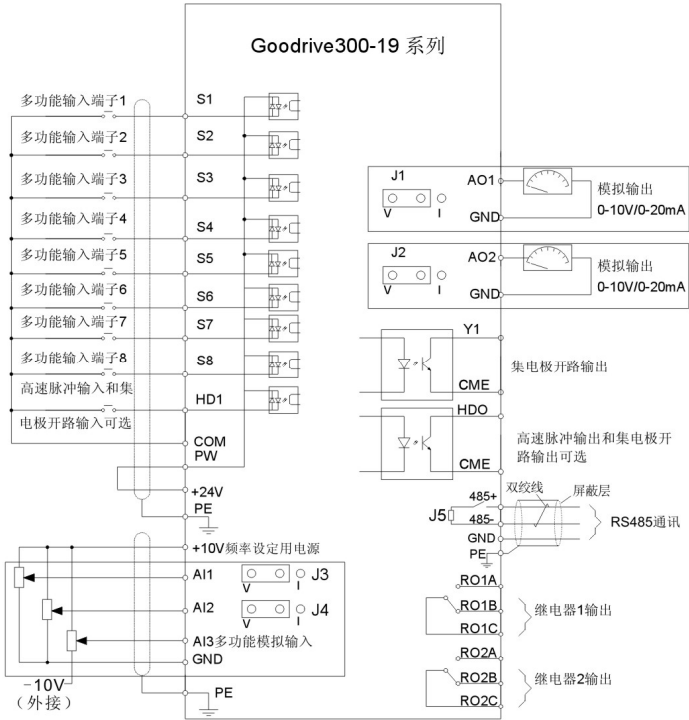 Goodrive300-19 系列
多功能输入端子1
S1
多功能输入端子2
S2
多功能输入端子3
S3
多功能输入端子4
S4
多功能输入端子5
S5
多功能输入端子6
S6
多功能输入端子7
S7
多功能输入端子8
S8
高速脉冲输入和集
电极开路输入可选
HD1
COM
PW
+24V
PE
+10V频率设定用电源
AI1
J3
V
I
AI2
J4
V
I
AI3多功能模拟输入
GND
-10V
（外接）
PE
J1
V
I
AO1
GND
模拟输出
0-10V/0-20mA
J2
V
I
AO2
GND
模拟输出
0-10V/0-20mA
Y1
CME
集电极开路输出
HDO
CME
高速脉冲输出和集电极开
路输出可选
双绞线
屏蔽层
485+
J5
485-
GND
PE
RS485通讯
RO1A
RO1B
RO1C
继电器1输出
RO2A
RO2B
RO2C
继电器2输出